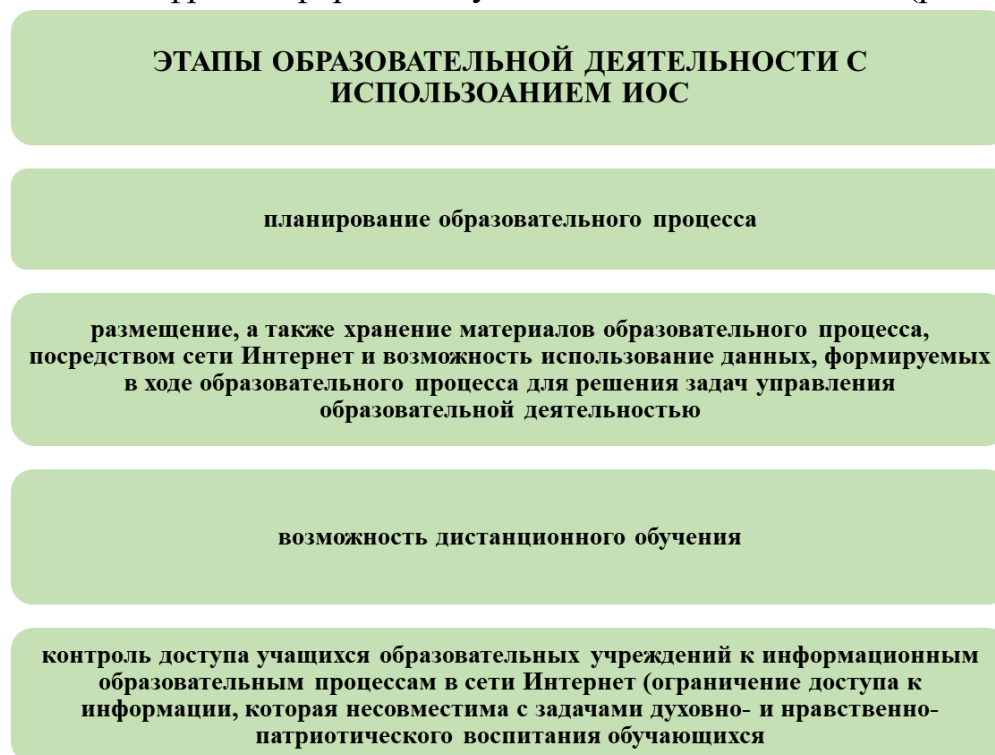 ЭТАПЫ ОБРАЗОВАТЕЛЬНОЙ ДЕЯТЕЛЬНОСТИ С
ИСПОЛЬЗОАНИЕМ ИОС
планирование образовательного процесса
размещение, а также хранение материалов образовательного процесса,
посредством сети Интернет и возможность использование данных, формируемых
в ходе образовательного процесса для решения задач управления
образовательной деятельностью
возможность дистанционного обучения
контроль доступа учащихся образовательных учреждений к информационным
образовательным процессам в сети Интернет (ограничение доступа к
информации, которая несовместима с задачами духовно- и нравственно-
патриотического воспитания обучающихся